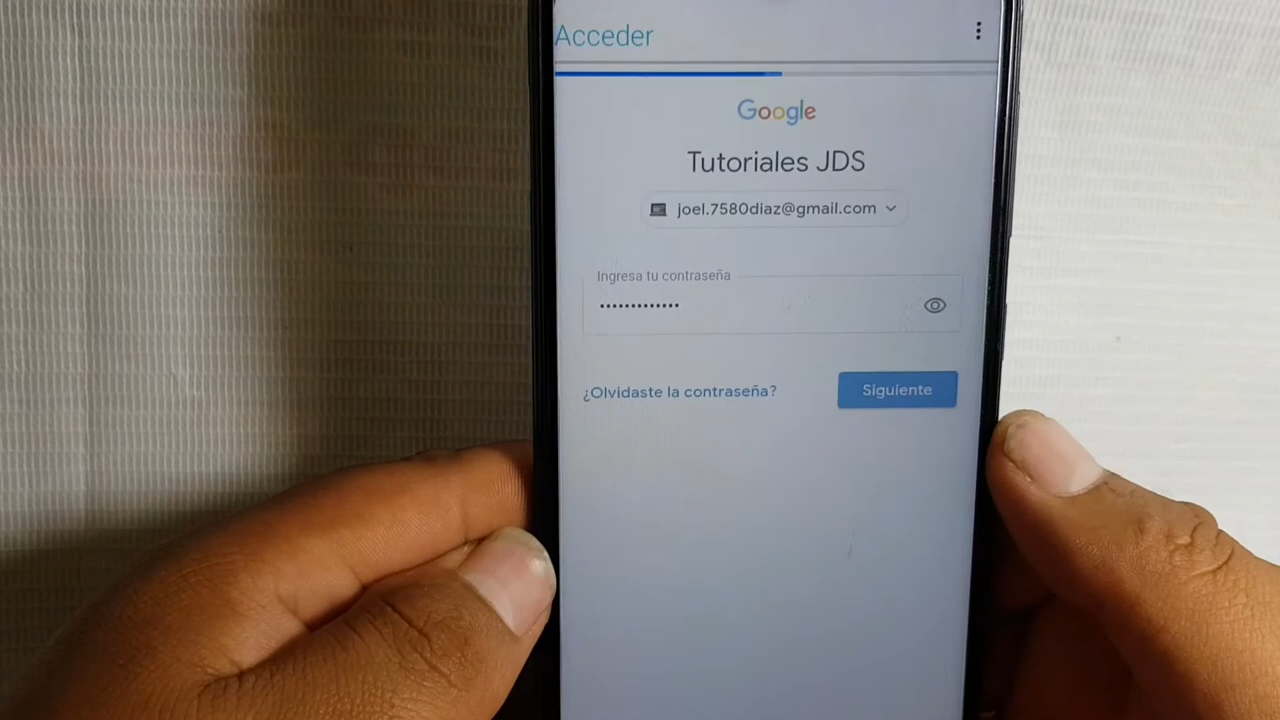 Acceder
Google
Tutoriales JDS
joel.7580diaz@gmail.com
Ingresa tu contraseña
•••••••••••••
¿Olvidaste la contraseña?
Siguiente